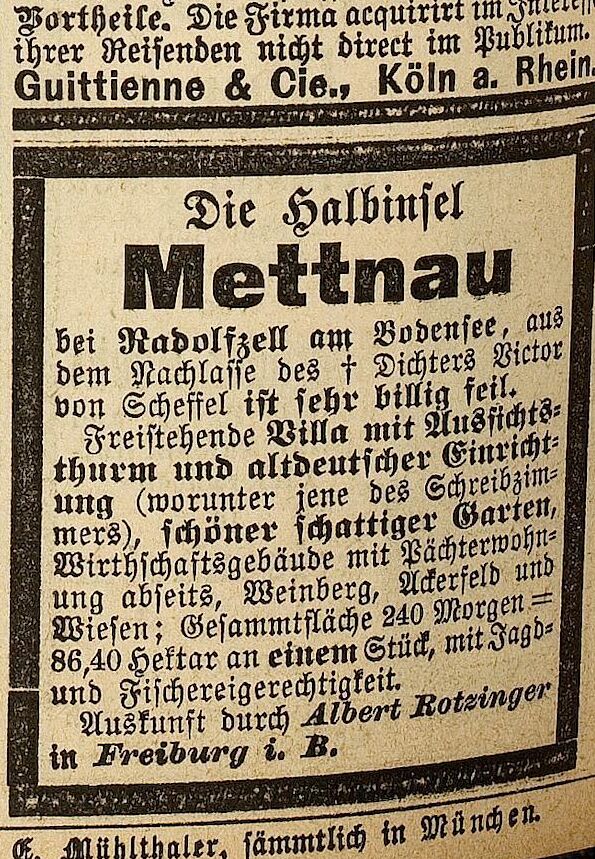 Vortheile. Die Firma acquirirt im
ihrer Reisenden nicht direct im Publikum.
Guittienne & Cie., Köln a. Rhein.
Die Halbinsel
Mettnau
bei Radolfzell am Bodensee, aus
dem Nachlasse des † Dichters Victor
von Scheffel ist sehr billig feil.
Freistehende Villa mit Aussichts-
thurm und altdeutscher Einricht-
ung (worunter jene des Schreibzim-
mers), schöner schattiger Garten,
Wirthschaftsgebäude mit Pächterwohn-
ung abseits, Weinberg, Ackerfeld und
Wiesen; Gesammtfläche 240 Morgen =
86,40 Hektar an einem Stück, mit Jagd-
und Fischereigerechtigkeit.
Auskunft durch Albert Rotzinger
in Freiburg i. B.
E. Mühlthaler, sämmtlich in München.